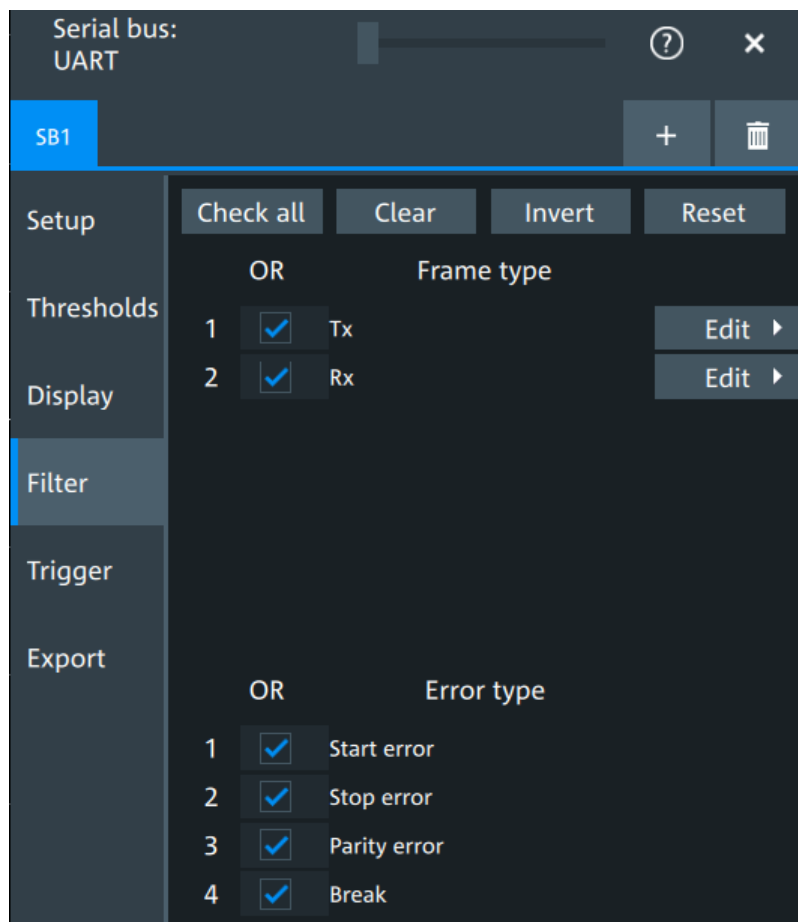 Serial bus:
UART
?
SB1
+
Setup
Check all Clear Invert Reset
OR Frame type
Thresholds
1 Tx Edit
2 Rx Edit
Display
Filter
Trigger
Export
OR Error type
1 Start error
2 Stop error
3 Parity error
4 Break